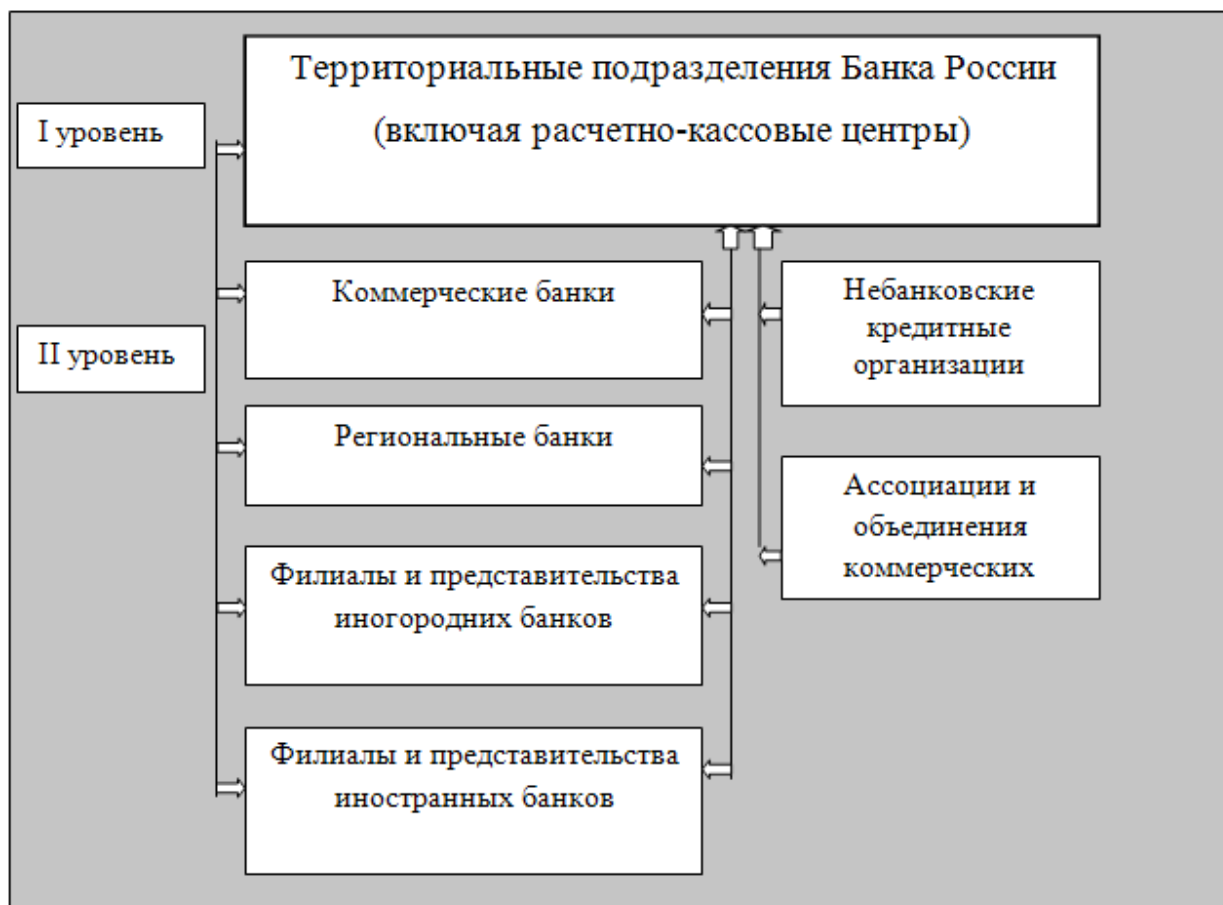 Территориальные подразделения Банка России
(включая расчетно-кассовые центры)
I уровень
Коммерческие банки
Небанковские
кредитные
организации
II уровень
Региональные банки
Ассоциации и
объединения
коммерческих
Филиалы и представительства
иногородних банков
Филиалы и представительства
иностранных банков